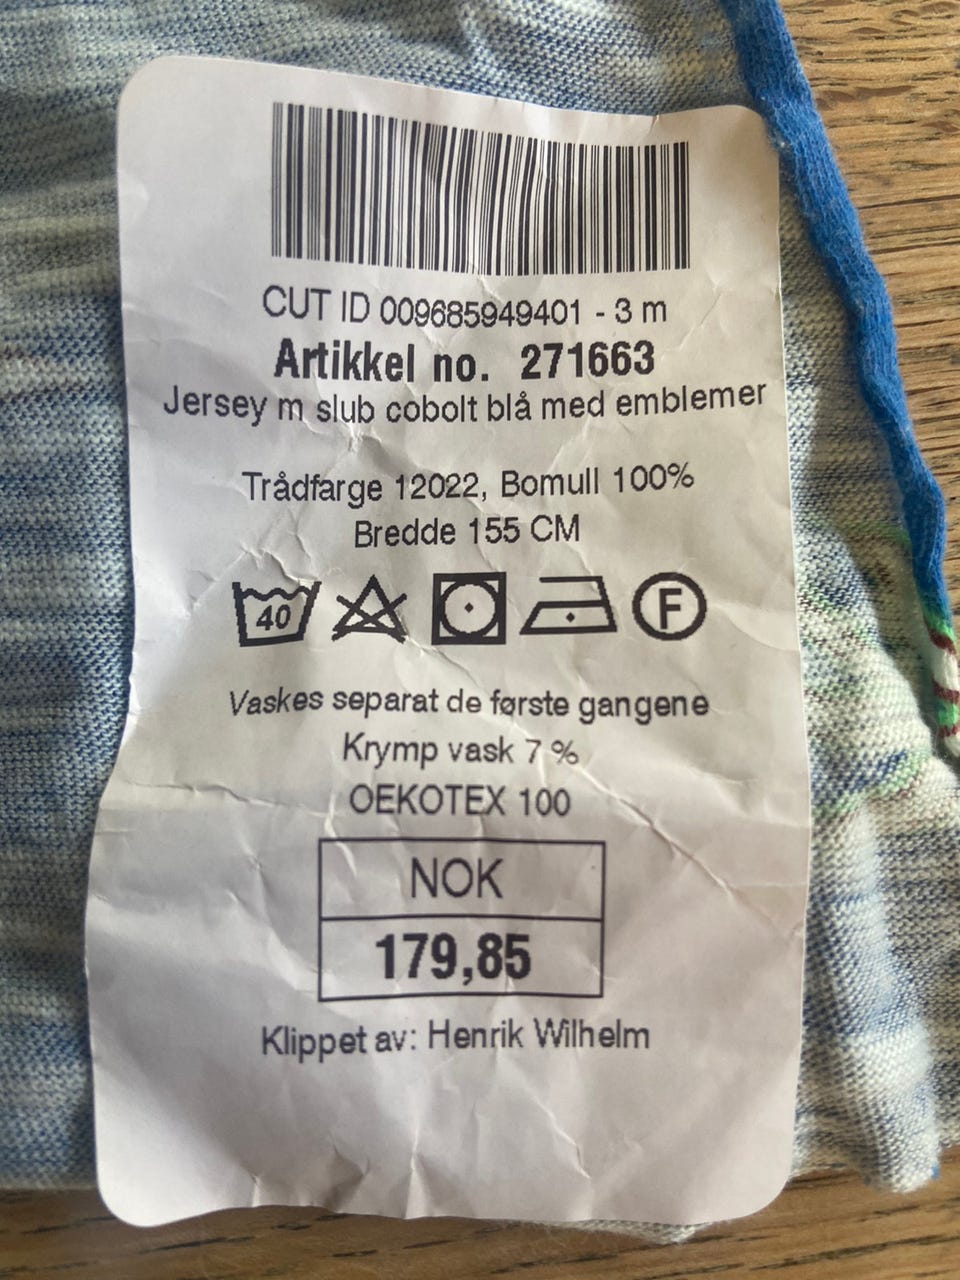 CUT ID 009685949401 - 3 m
Artikkel no. 271663
Jersey m slub cobolt blå med emblemer
Trådfarge 12022, Bomull 100%
Bredde 155 CM
40 F
Vaskes separat de første gangene
Krymp vask 7 %
OEKOTEX 100
NOK
179,85
Klippet av: Henrik Wilhelm